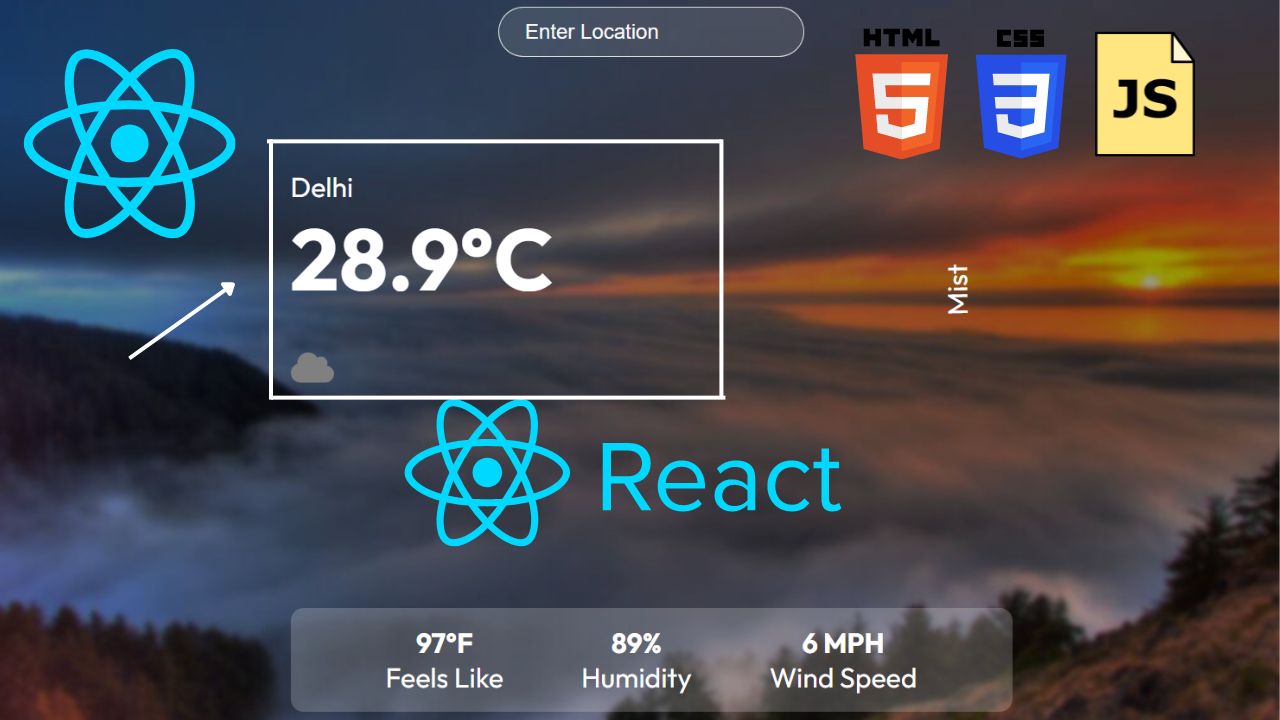 Enter Location
HTML
5
CSS
3
JS
Delhi
28.9°C
Mist
React
97°F
Feels Like
89%
Humidity
6 MPH
Wind Speed